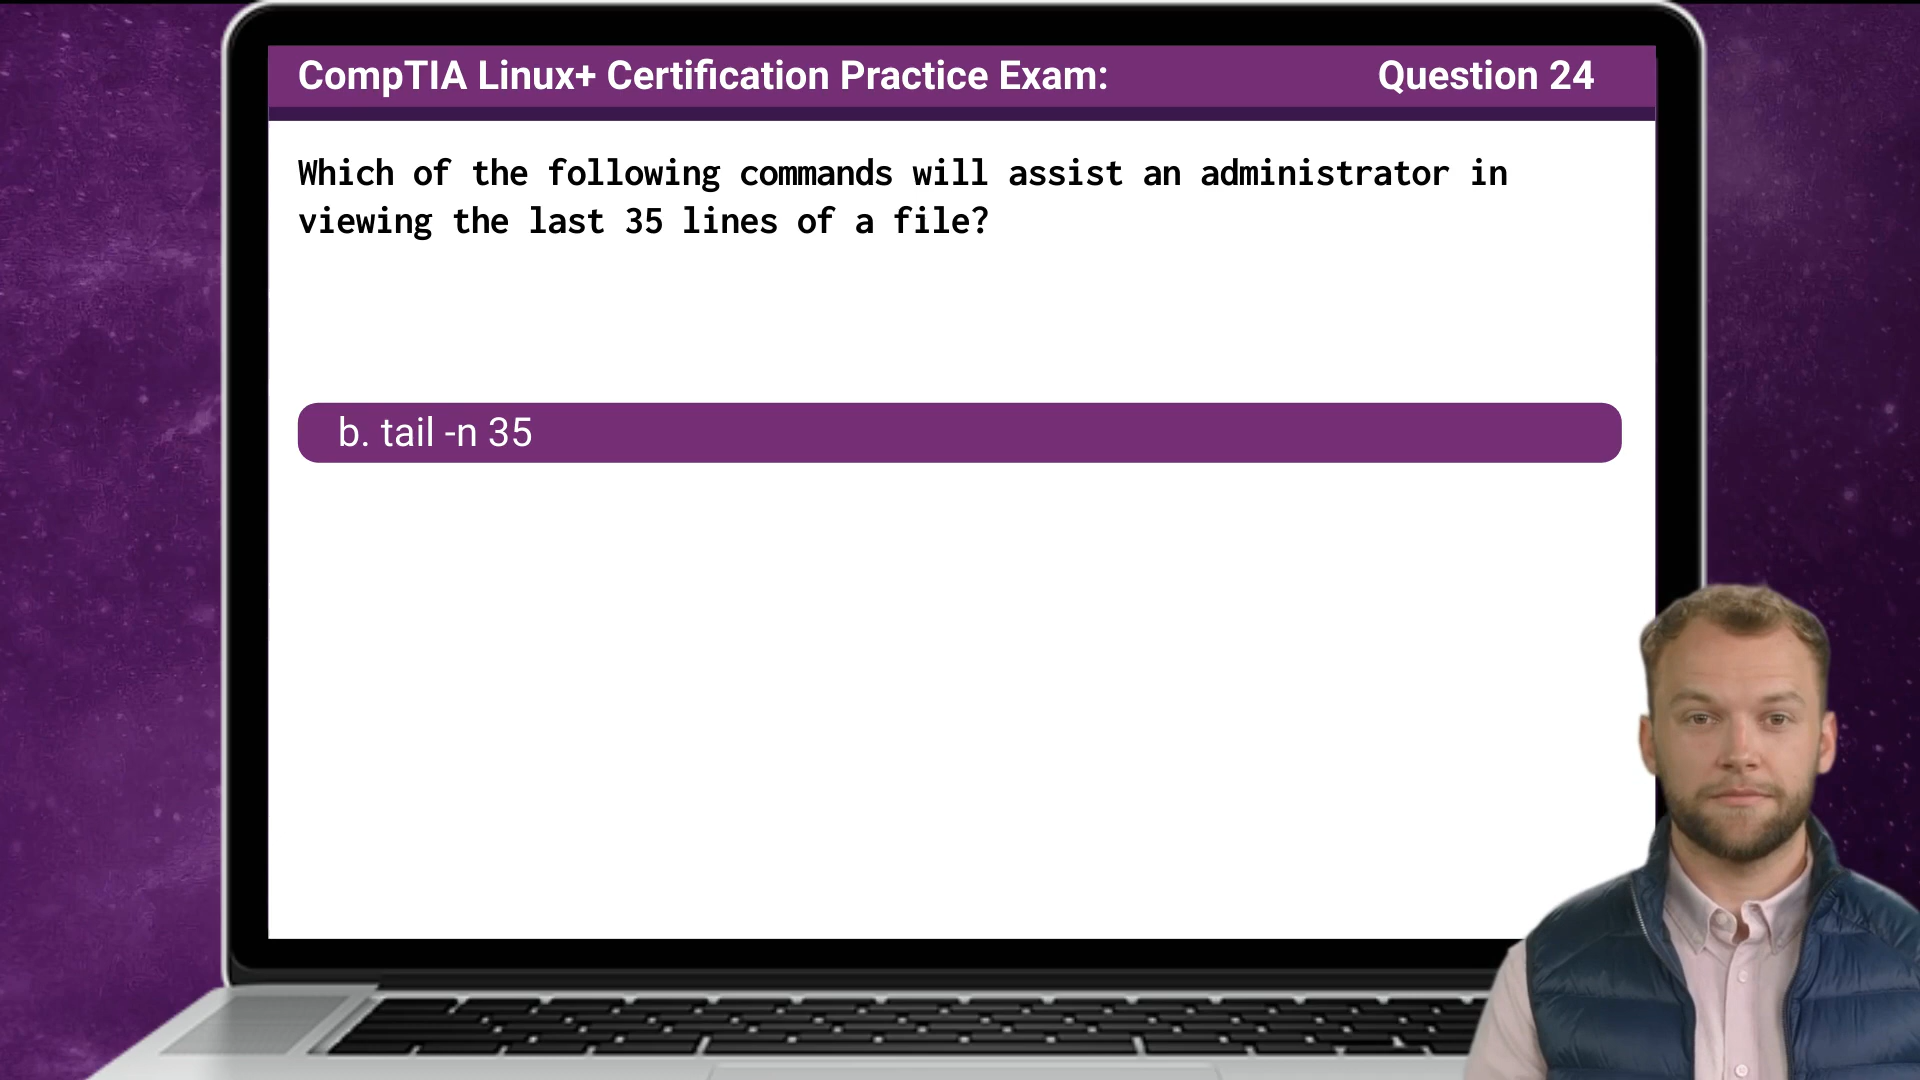 CompTIA Linux+ Certification Practice Exam:
Question 24
Which of the following commands will assist an administrator in
viewing the last 35 lines of a file?
b. tail -n 35